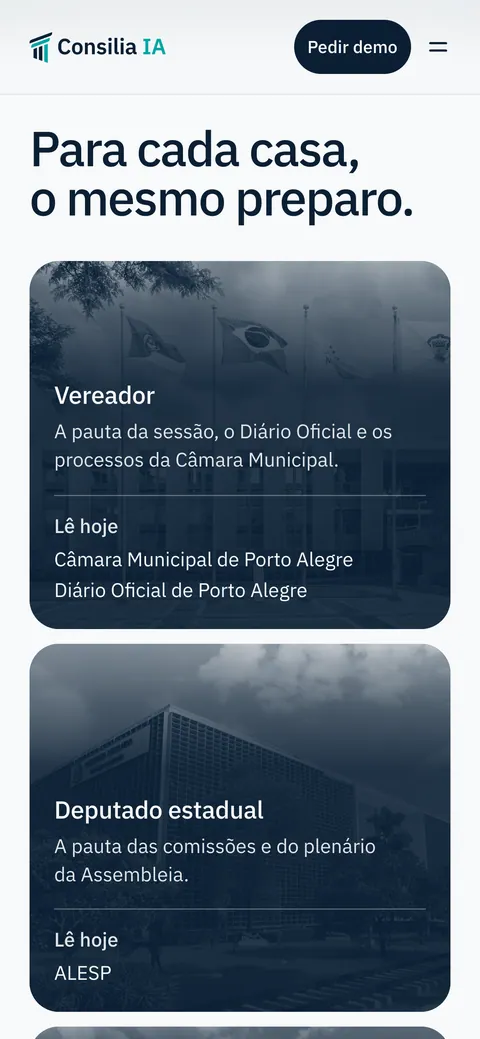 Consilia IA
Pedir demo
Para cada casa,
o mesmo preparo.
Vereador
A pauta da sessão, o Diário Oficial e os
processos da Câmara Municipal.
Lê hoje
Câmara Municipal de Porto Alegre
Diário Oficial de Porto Alegre
Deputado estadual
A pauta das comissões e do plenário
da Assembleia.
Lê hoje
ALESP